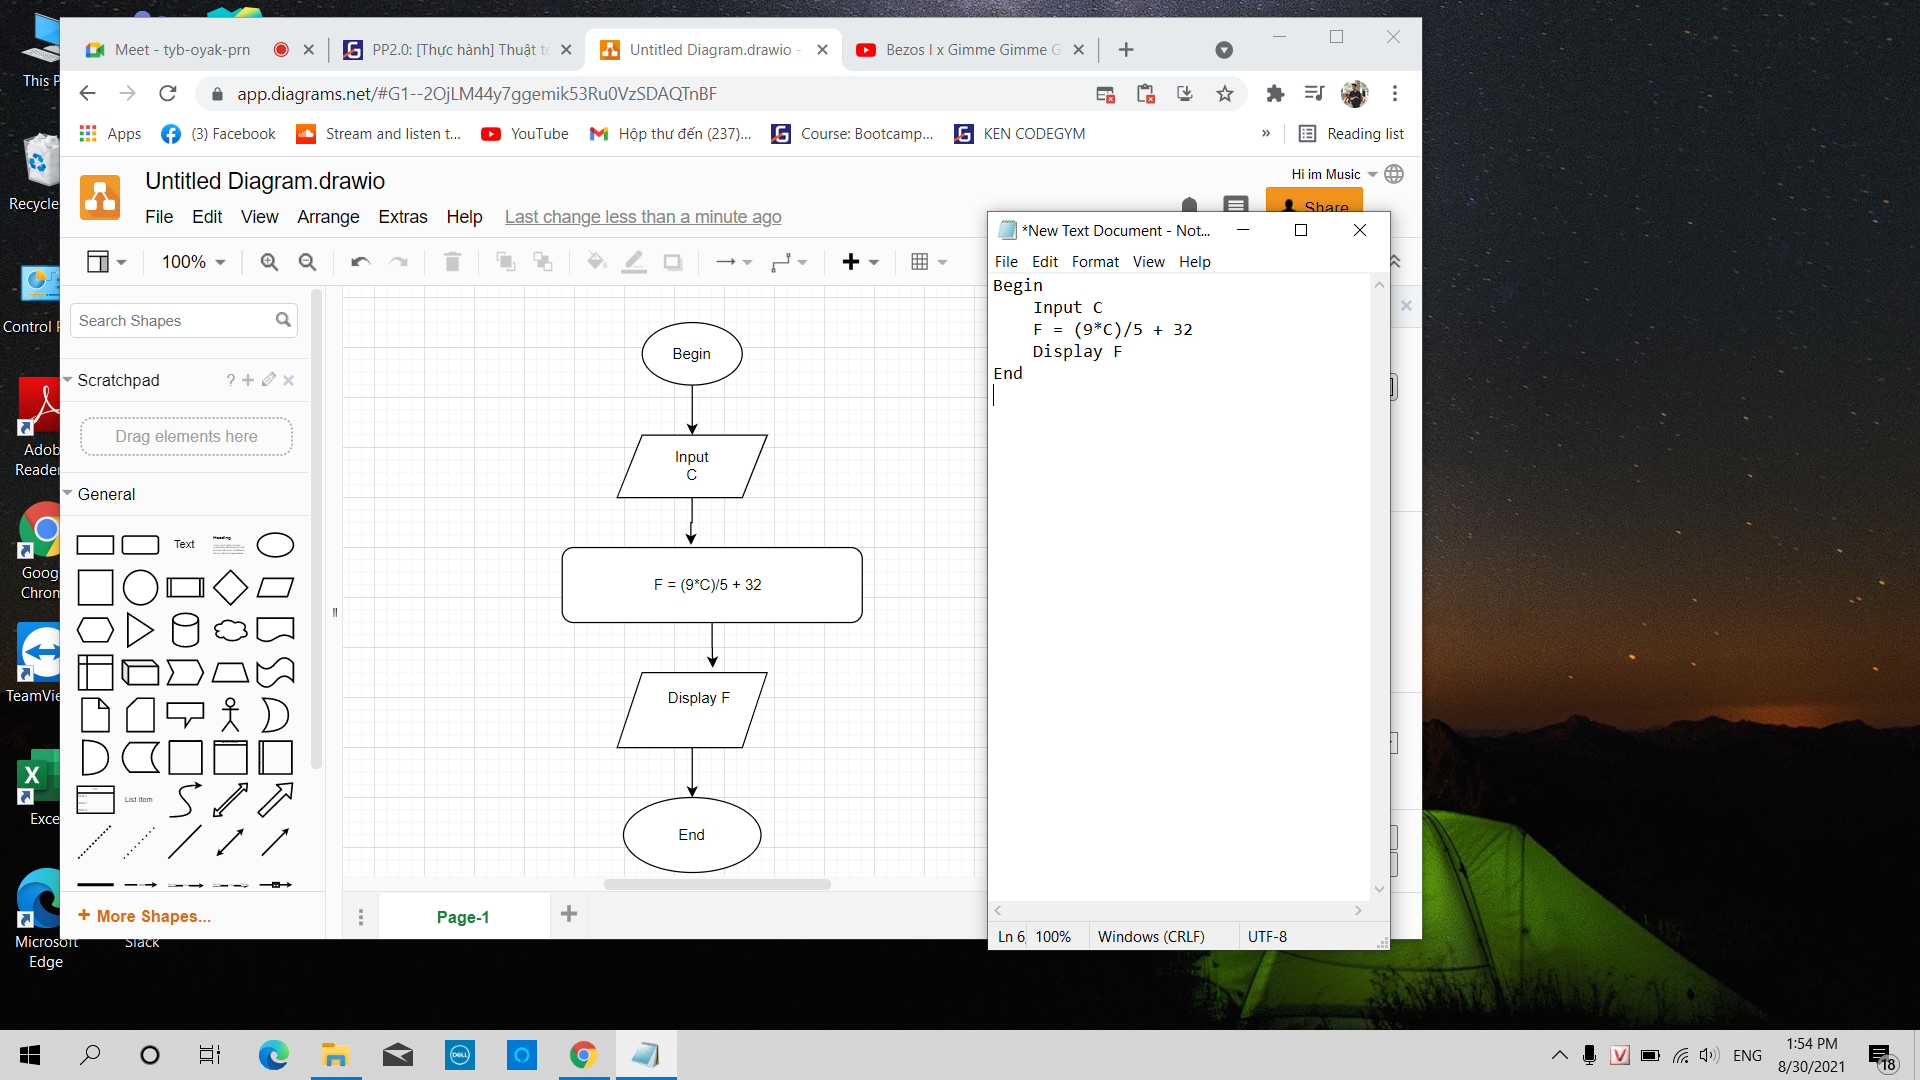 This P
Recycle
Control P
Adob
Reader
Goog
Chrom
TeamVie
Exce
Microsoft
Edge
Slack
Meet - tyb-oyak-prn
PP2.0: [Thực hành] Thuật to
Untitled Diagram.drawio -
Bezos I x Gimme Gimme G
app.diagrams.net/#G1--2OjLM44y7ggemik53Ru0VzSDAQTnBF
Apps
(3) Facebook
Stream and listen t...
YouTube
Hộp thư đến (237)...
Course: Bootcamp...
KEN CODEGYM
»
Reading list
Untitled Diagram.drawio
Hi im Music
File Edit View Arrange Extras Help Last change less than a minute ago
Share
100%
Search Shapes
Scratchpad
?
Drag elements here
General
Text
Heading
List Item
+ More Shapes...
Begin
Input
C
F = (9*C)/5 + 32
Display F
End
Page-1
*New Text Document - Not...
File Edit Format View Help
Begin
Input C
F = (9*C)/5 + 32
Display F
End
Ln 6, 100% Windows (CRLF) UTF-8
DELL
V
ENG
1:54 PM
8/30/2021
18